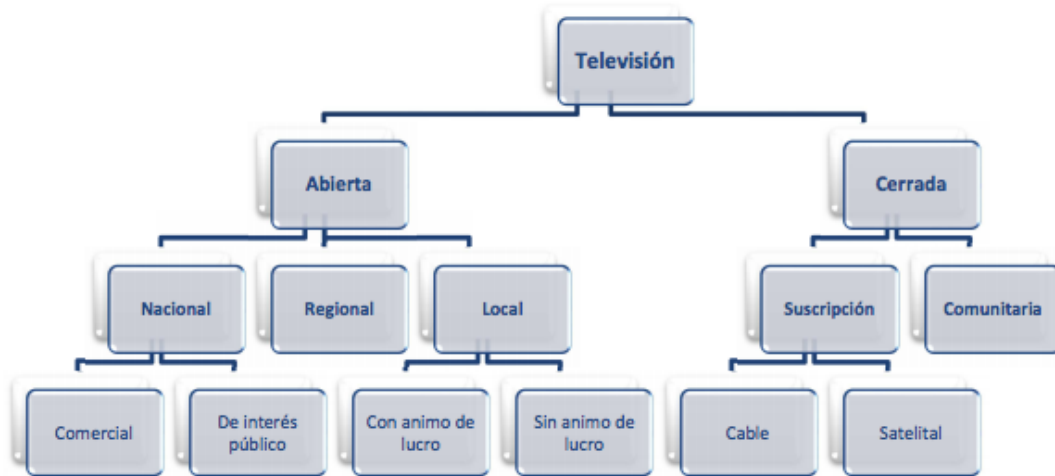 Televisión
Abierta
Cerrada
Nacional
Regional
Local
Suscripción
Comunitaria
Comercial
De interés
público
Con animo de
lucro
Sin animo de
lucro
Cable
Satelital